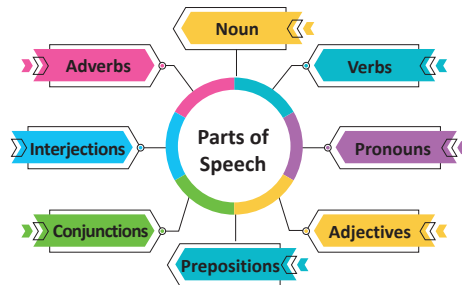 Noun
Adverbs
Verbs
Interjections
Parts of
Speech
Pronouns
Conjunctions
Adjectives
Prepositions